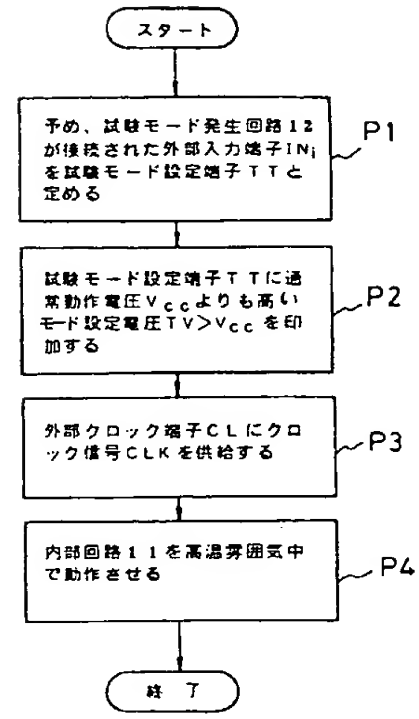 スタート
予め、試験モード発生回路12
が後続された外部入力端子INi
を試験モード設定端子TTと
定める
P1
試験モード設定端子TTに通
常動作電圧VCCよりも高い
モード設定電圧TV>VCCを印
加する
P2
外部クロック端子CLにクロ
ック信号CLKを供給する
P3
内部回路11を高温雰囲気中
で動作させる
P4
終了